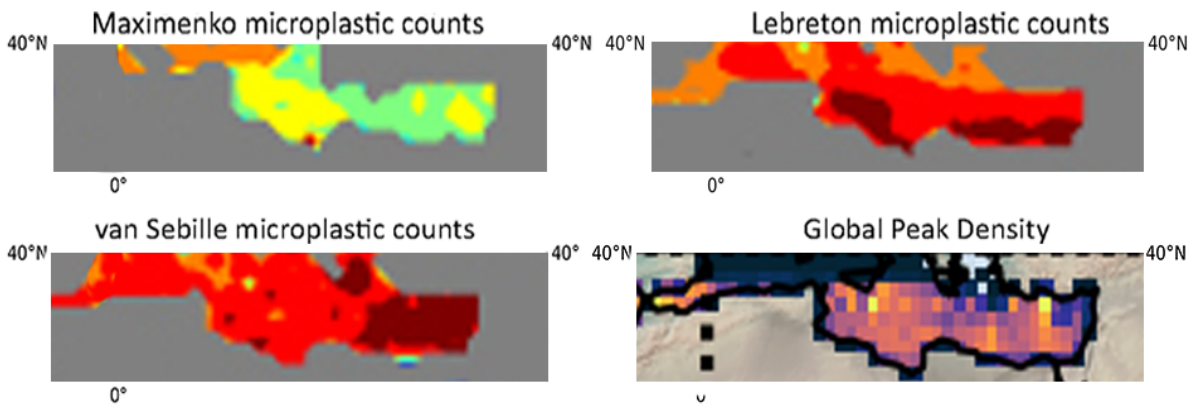 Maximenko microplastic counts
40°N
40°N
0°
Lebreton microplastic counts
40°N
40°N
0°
van Sebille microplastic counts
40°N
40°
0°
Global Peak Density
40°N
40°N